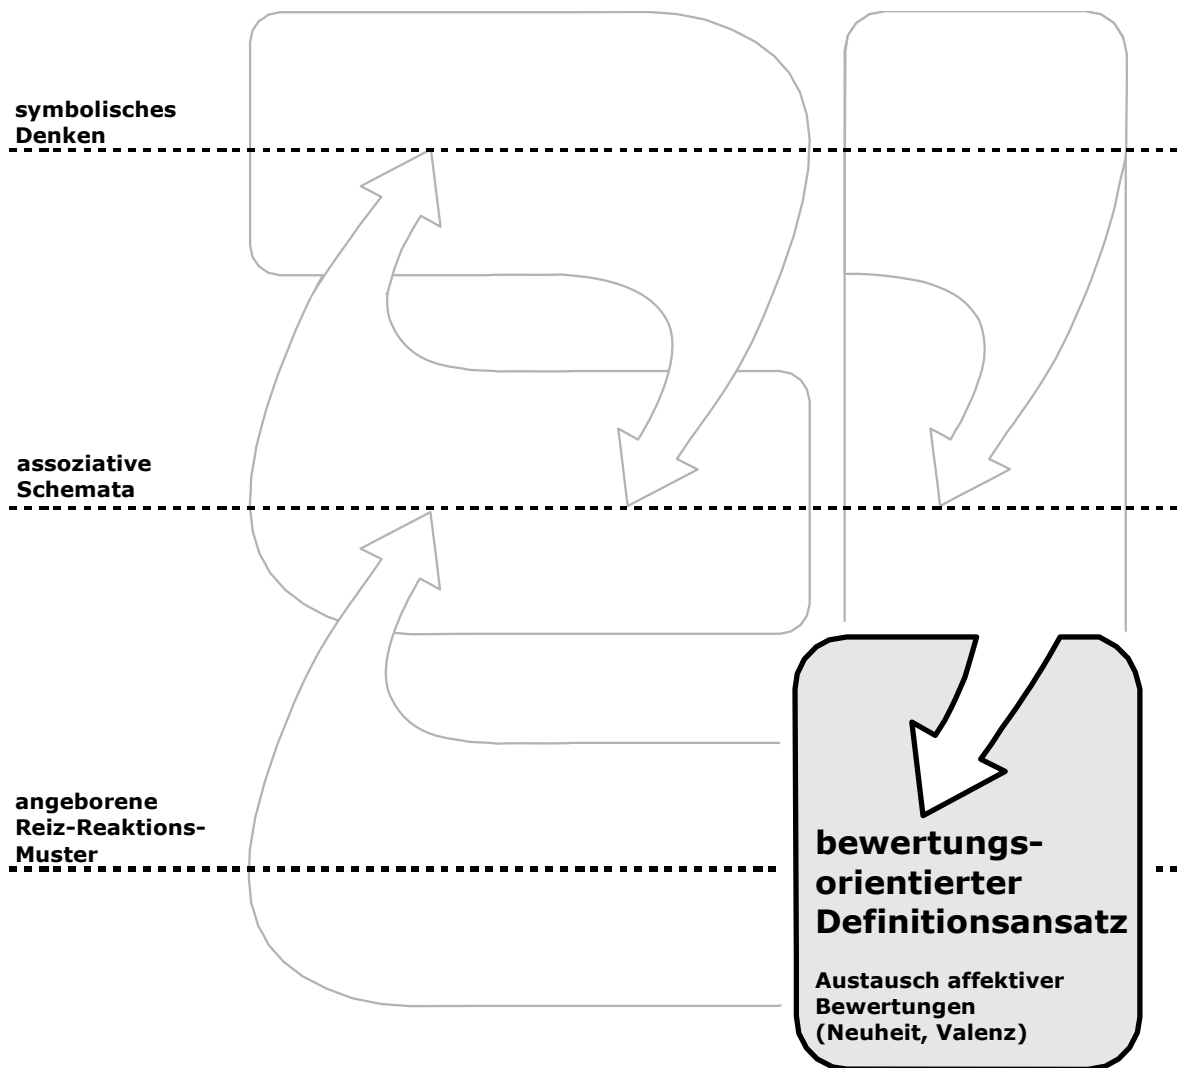 symbolisches
Denken
assoziative
Schemata
angeborene
Reiz-Reaktions-
Muster
bewertungs-
orientierter
Definitionsansatz
Austausch affektiver
Bewertungen
(Neuheit, Valenz)